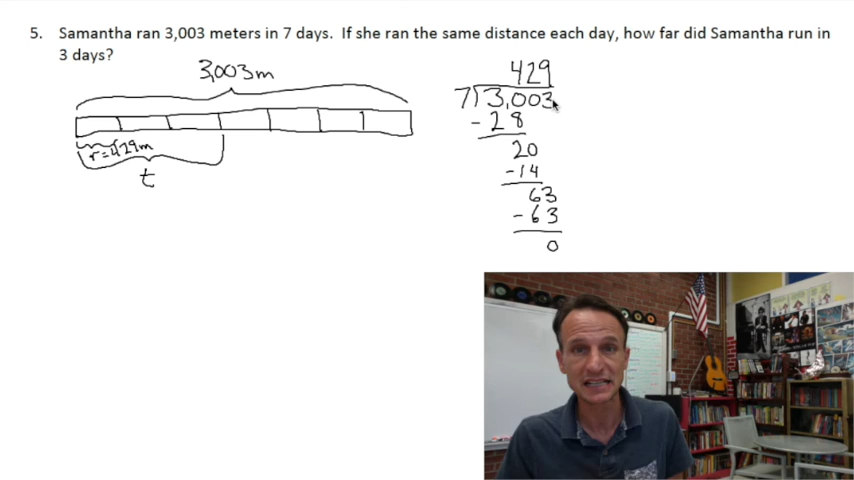 5. Samantha ran 3,003 meters in 7 days. If she ran the same distance each day, how far did Samantha run in
3 days?
3,003m
r=429m
t
429
7)3,003
-28
20
-14
63
-63
0